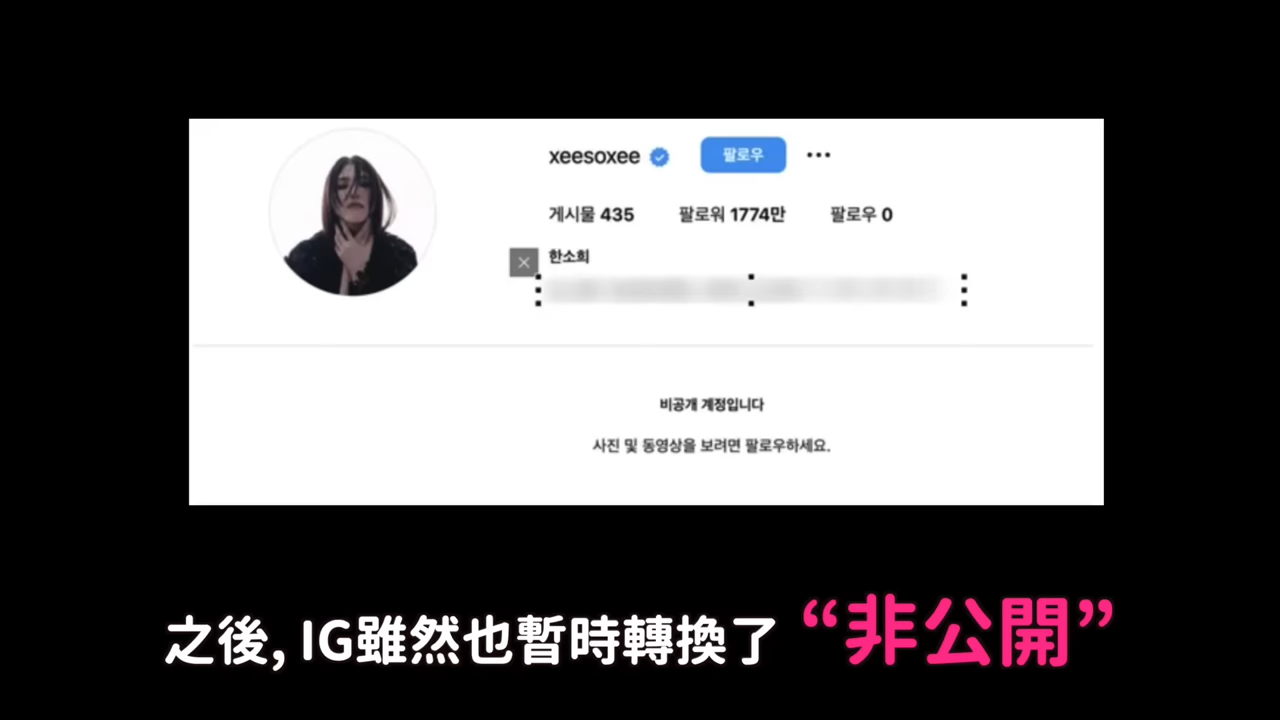 xeesoxee 팔로우 •••
게시물 435 팔로워 1774만 팔로우 0
한소희
비공개 계정입니다
사진 및 동영상을 보려면 팔로우하세요.
之後, IG雖然也暫時轉換了 “非公開”